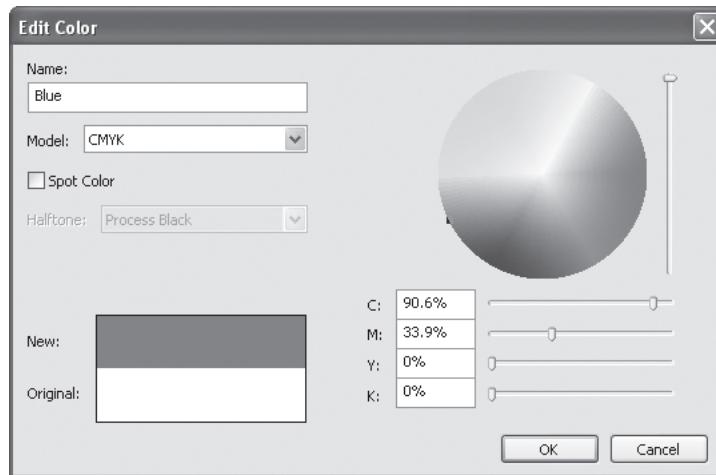 Edit Color
Name:
Blue
Model: CMYK
Spot Color
Halftone: Process Black
New:
Original:
C: 90.6%
M: 33.9%
Y: 0%
K: 0%
OK Cancel